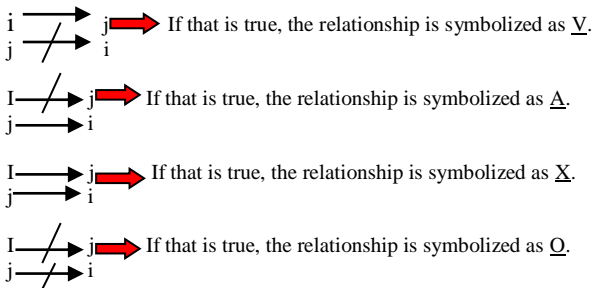 i j If that is true, the relationship is symbolized as V.
j i
I j If that is true, the relationship is symbolized as A.
j i
I j If that is true, the relationship is symbolized as X.
j i
I j If that is true, the relationship is symbolized as O.
j i